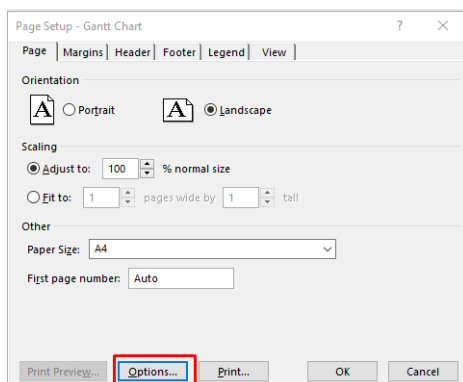 Page Setup - Gantt Chart ?
Page Margins Header Footer Legend View
Orientation
A Portrait A Landscape
Scaling
Adjust to: 100 % normal size
Fit to: 1 pages wide by 1 tall
Other
Paper Size: A4
First page number: Auto
Print Preview... Options... Print... OK Cancel